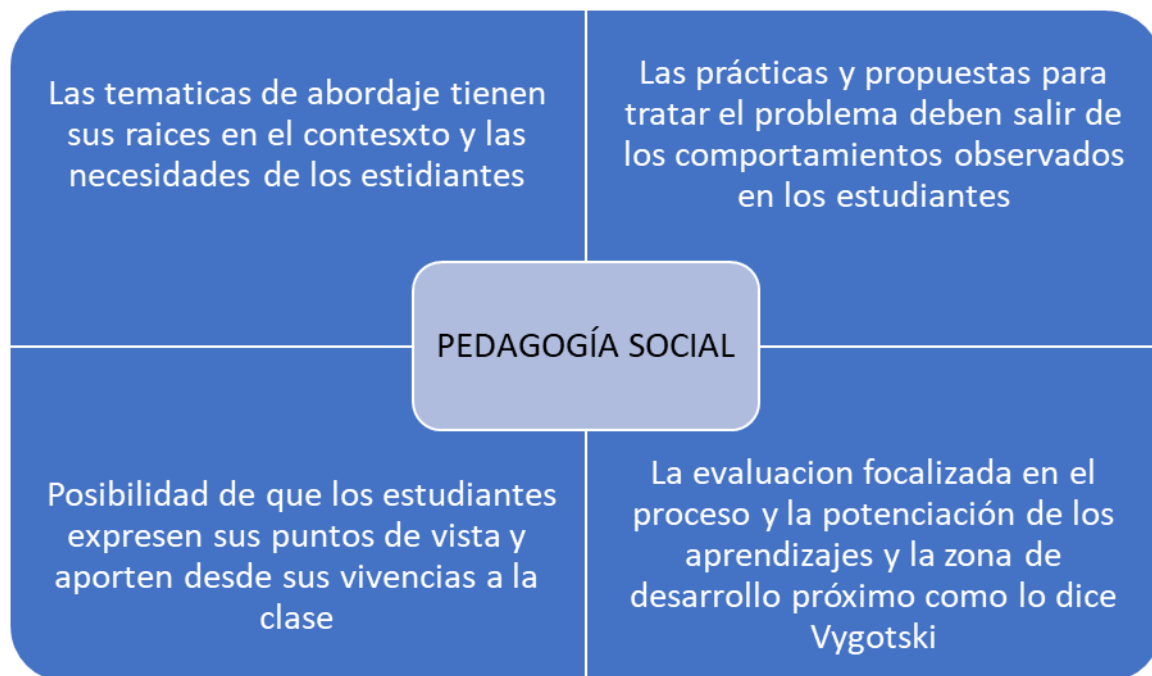 Las tematicas de abordaje tienen
sus raices en el contesxto y las
necesidades de los estidiantes
Las prácticas y propuestas para
tratar el problema deben salir de
los comportamientos observados
en los estudiantes
PEDAGOGÍA SOCIAL
Posibilidad de que los estudiantes
expresen sus puntos de vista y
aporten desde sus vivencias a la
clase
La evaluacion focalizada en el
proceso y la potenciación de los
aprendizajes y la zona de
desarrollo próximo como lo dice
Vygotski